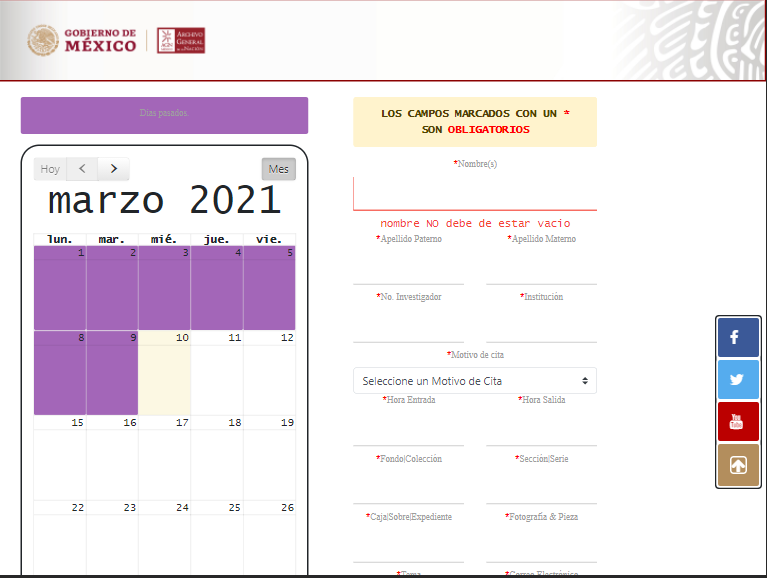 GOBIERNO DE
MÉXICO
ARCHIVO
GENERAL
DE LA NACIÓN
Días pasados.
Hoy
Mes
marzo 2021
lun. mar. mié. jue. vie.
1 2 3 4 5
8 9 10 11 12
15 16 17 18 19
22 23 24 25 26
LOS CAMPOS MARCADOS CON UN *
SON OBLIGATORIOS
*Nombre(s)
nombre NO debe de estar vacio
*Apellido Paterno *Apellido Materno
*No. Investigador *Institución
*Motivo de cita
Seleccione un Motivo de Cita
*Hora Entrada *Hora Salida
*Fondo|Colección *Sección|Serie
*Caja|Sobre|Expediente *Fotografía & Pieza
*Tema *Correo Electrónico
You
Tube